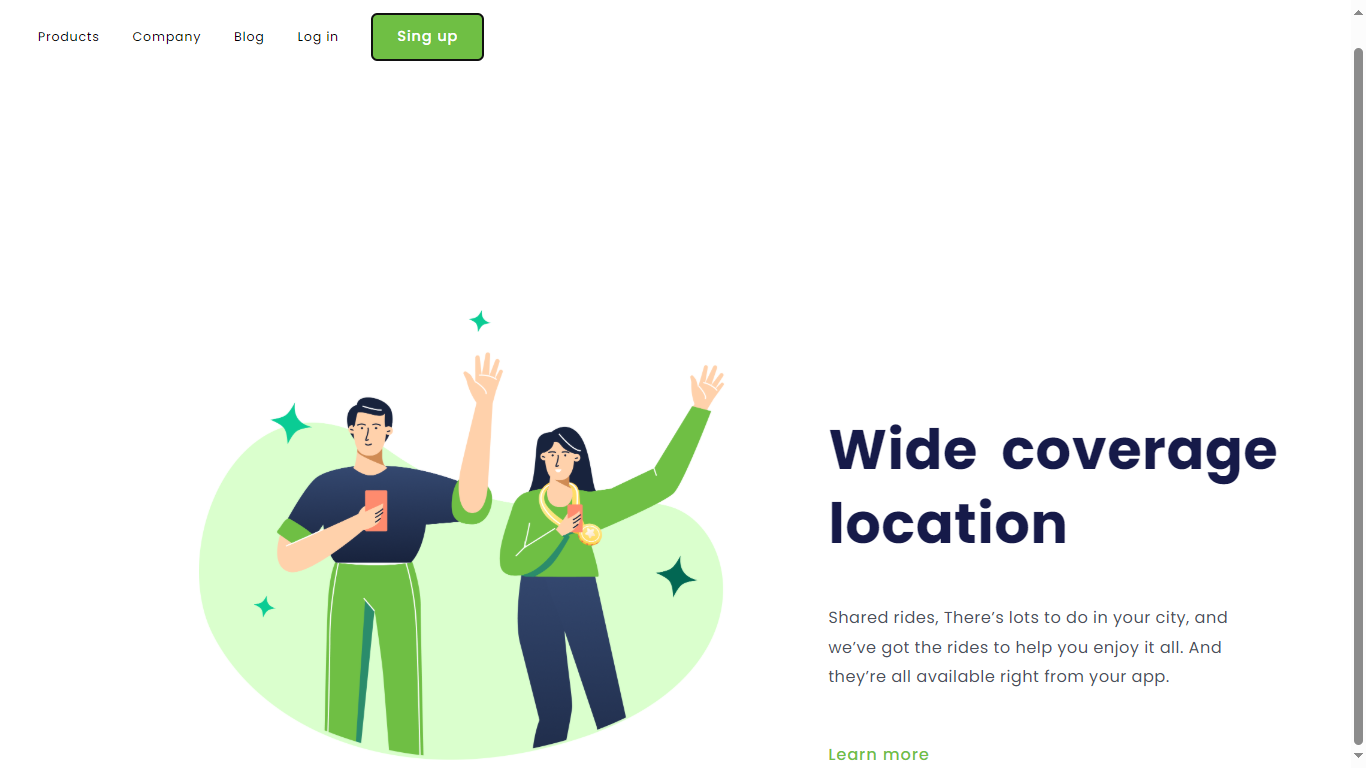 Products Company Blog Log in Sing up
Wide coverage
location
Shared rides, There’s lots to do in your city, and
we’ve got the rides to help you enjoy it all. And
they’re all available right from your app.
Learn more